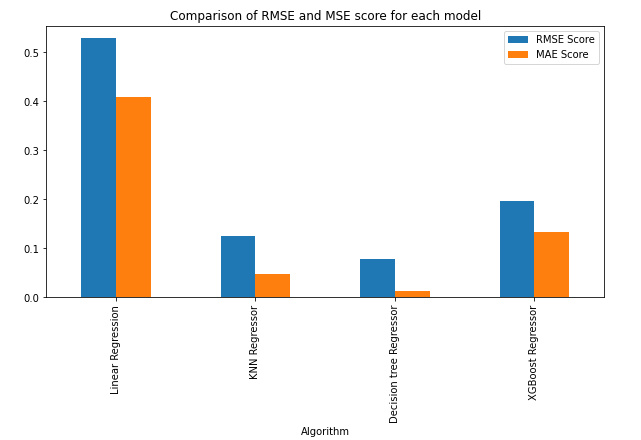 Comparison of RMSE and MSE score for each model
RMSE Score
MAE Score
0.5
0.4
0.3
0.2
0.1
0.0
Linear Regression
KNN Regressor
Decision tree Regressor
XGBoost Regressor
Algorithm